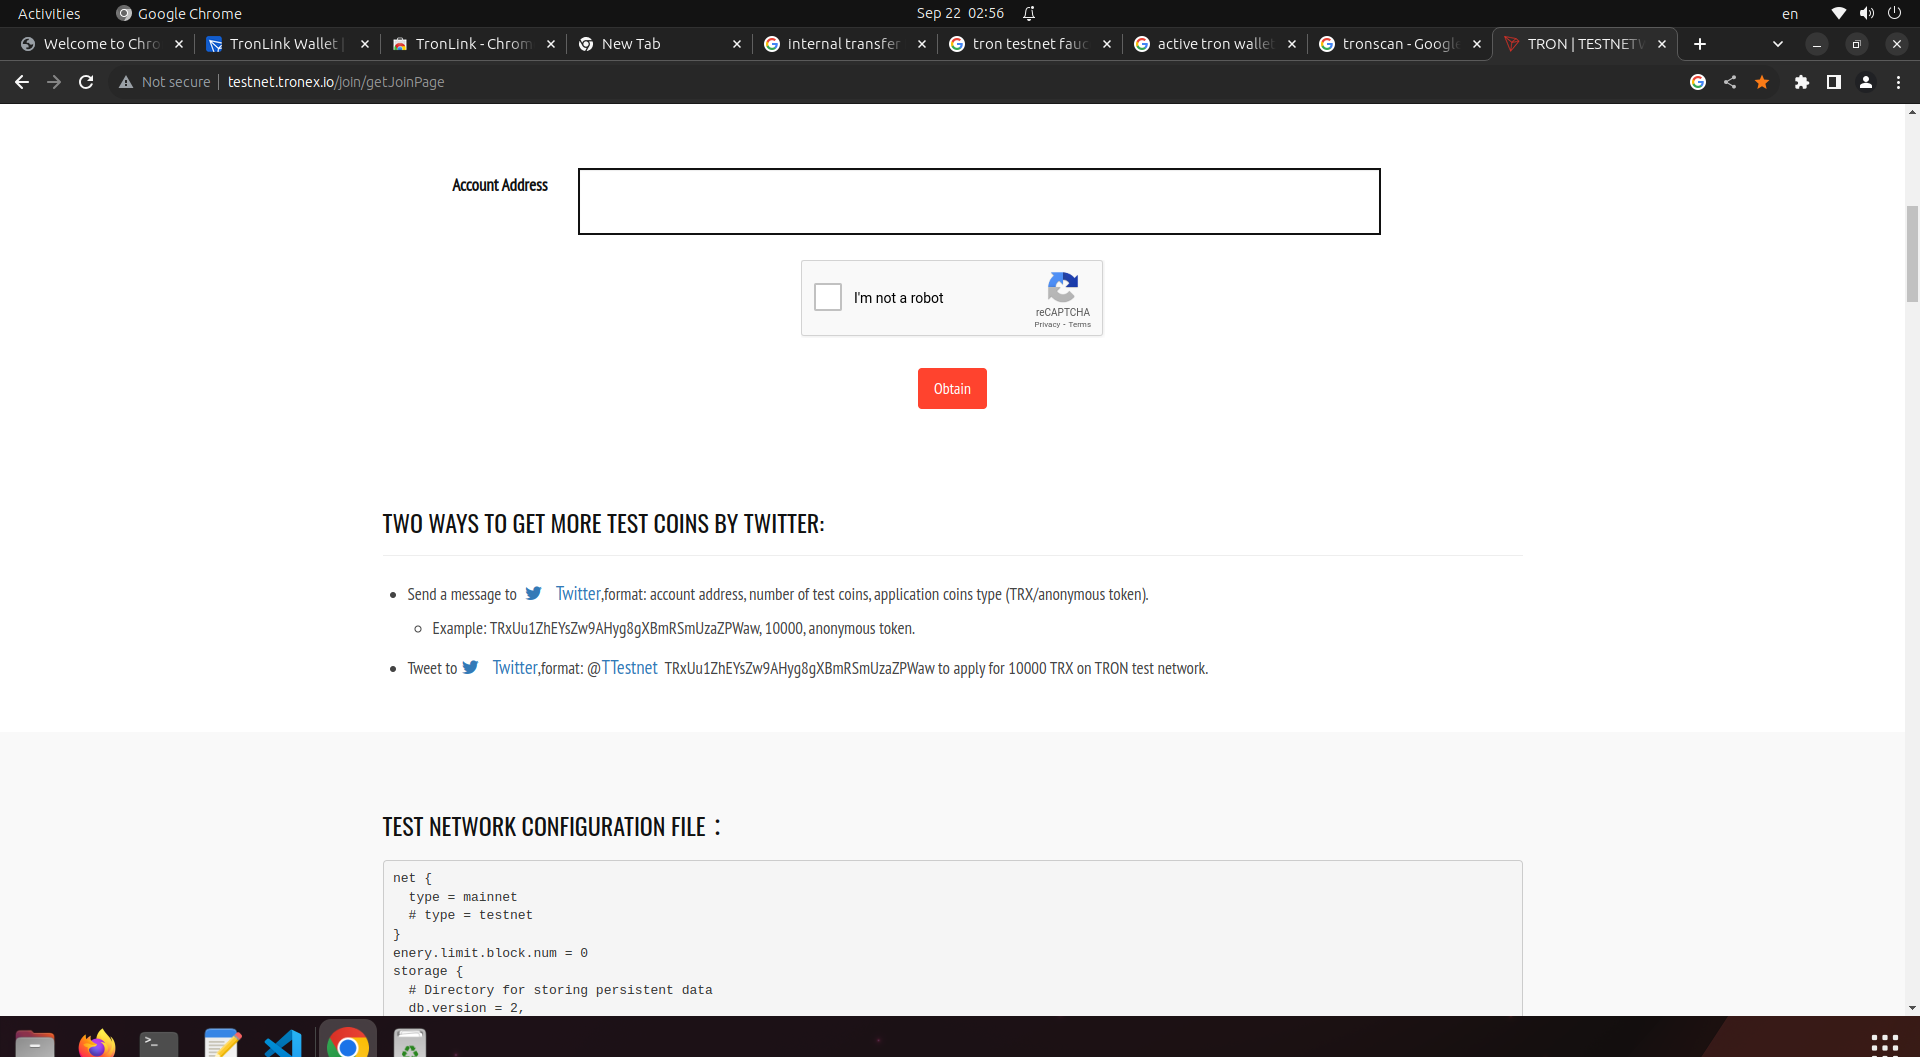 Activities
Google Chrome
Sep 22 02:56
en
Welcome to Chro
TronLink Wallet |
TronLink - Chrom
New Tab
Internal transfer
tron testnet fauc
active tron wallet
tronscan - Google
TRON | TESTNETW
Not secure
testnet.tronex.io/join/getJoinPage
Account Address
I'm not a robot
reCAPTCHA
Privacy - Terms
Obtain
TWO WAYS TO GET MORE TEST COINS BY TWITTER:
Send a message to Twitter,format: account address, number of test coins, application coins type (TRX/anonymous token).
Example: TRxUu1ZhEYsZw9AHyg8gXBmRSmUzaZPWaw, 10000, anonymous token.
Tweet to Twitter,format: @TTestnet TRxUu1ZhEYsZw9AHyg8gXBmRSmUzaZPWaw to apply for 10000 TRX on TRON test network.
TEST NETWORK CONFIGURATION FILE：
net {
type = mainnet
# type = testnet
}
enery.limit.block.num = 0
storage {
# Directory for storing persistent data
db.version = 2,